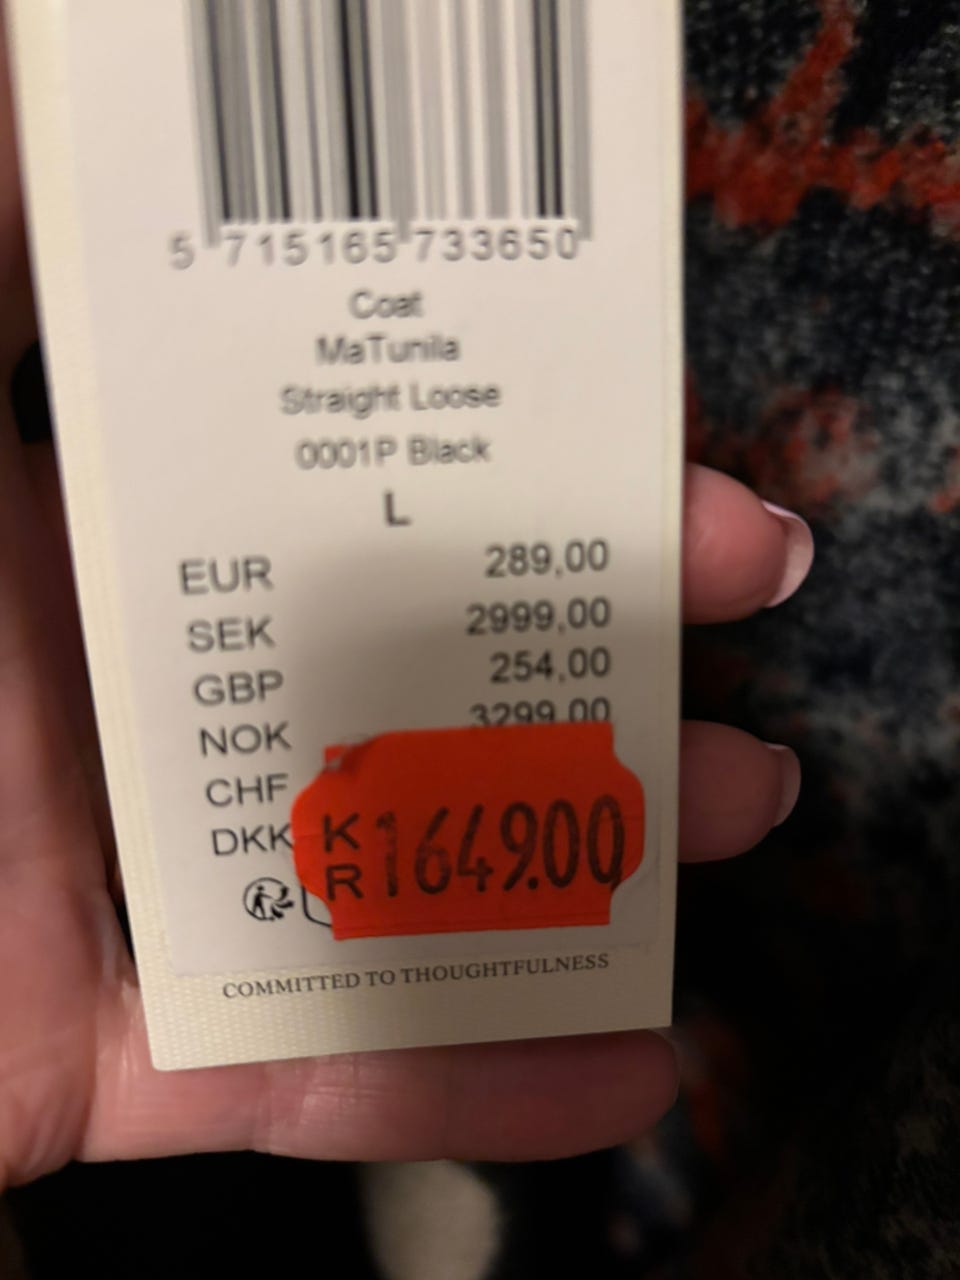 5 715165 733650
Coat
MaTunila
Straight Loose
0001P Black
L
EUR 289,00
SEK 2999,00
GBP 254,00
NOK 3299,00
CHF
DKK
KR 1649.00
COMMITTED TO THOUGHTFULNESS